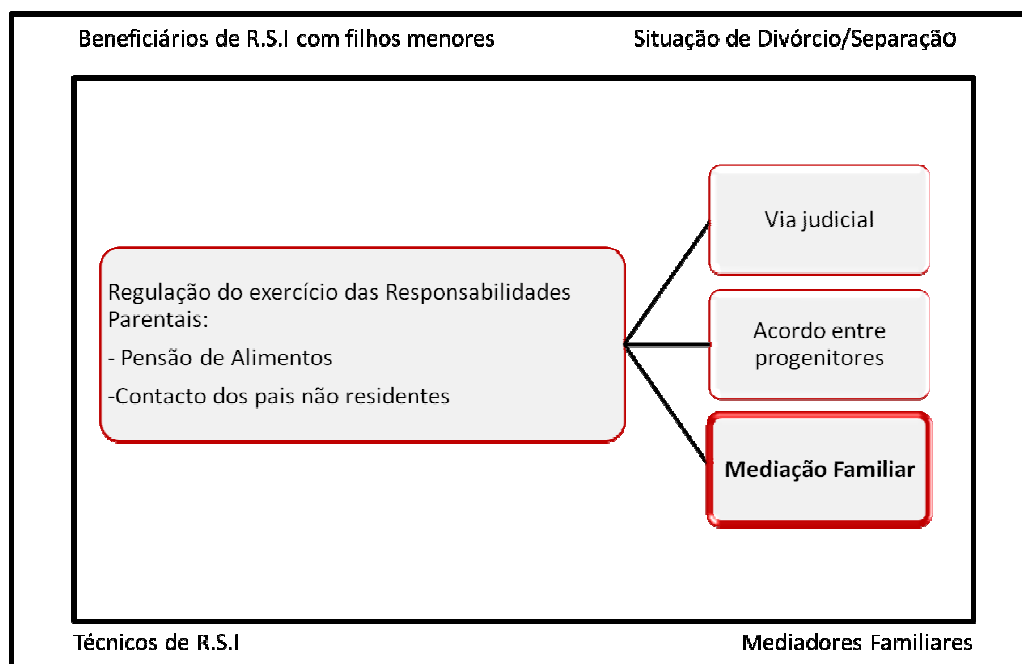 Beneficiários de R.S.I com filhos menores
Situação de Divórcio/Separação
Regulação do exercício das Responsabilidades
Parentais:
- Pensão de Alimentos
-Contacto dos pais não residentes
Via judicial
Acordo entre
progenitores
Mediação Familiar
Técnicos de R.S.I
Mediadores Familiares